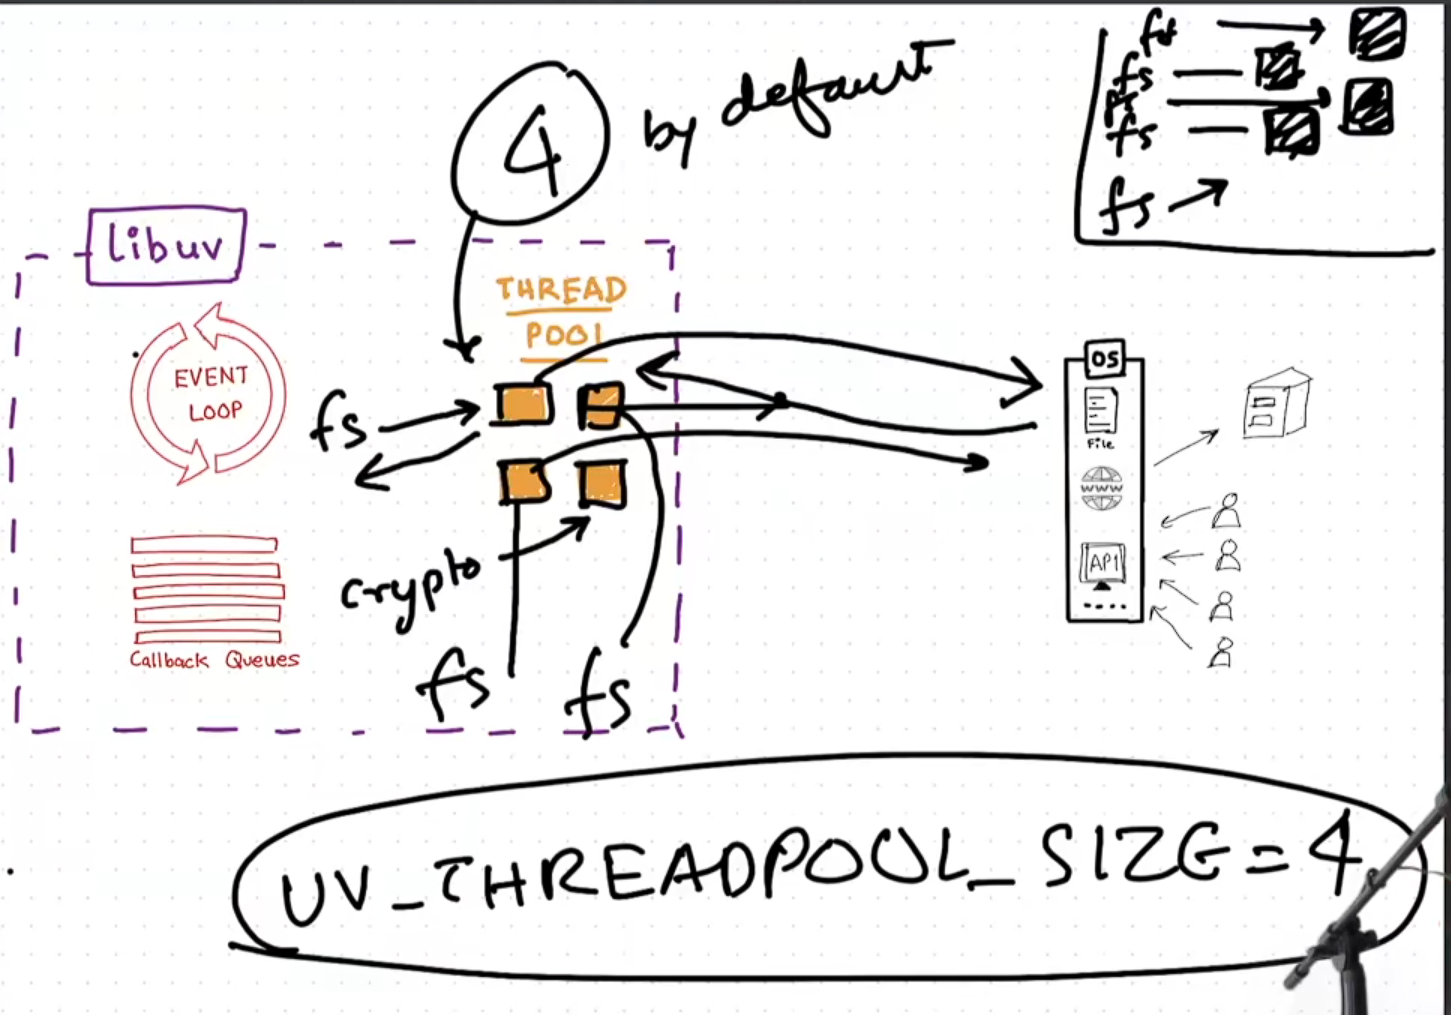 4 by default
fs
fs
fs
fs
fs
libuv
THREAD
POOL
EVENT
LOOP
fs
crypto
fs
fs
Callback Queues
OS
File
www
API
UV_THREADPOOL_SIZE=4